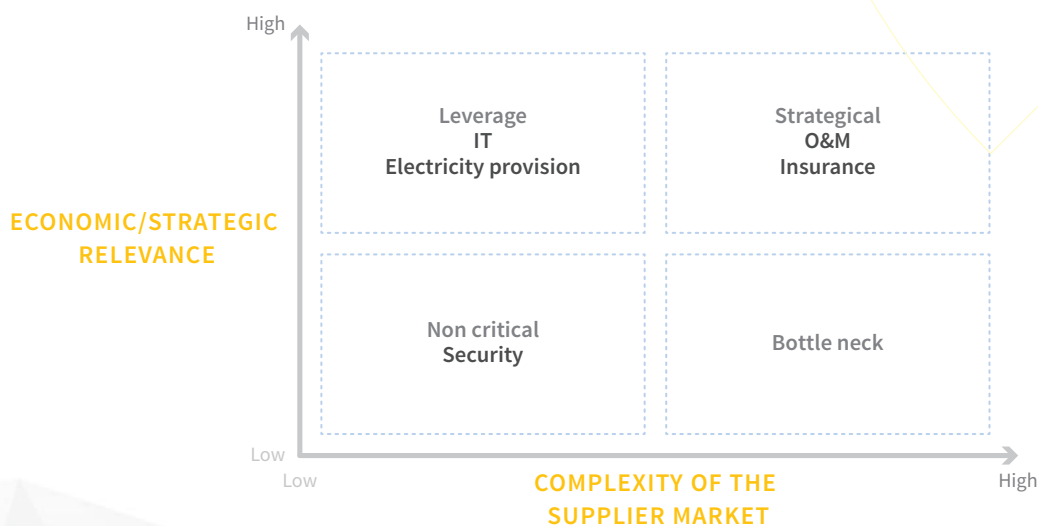 High
Leverage
IT
Electricity provision
Strategical
O&M
Insurance
ECONOMIC/STRATEGIC
RELEVANCE
Non critical
Security
Bottle neck
Low
Low
COMPLEXITY OF THE
SUPPLIER MARKET
High